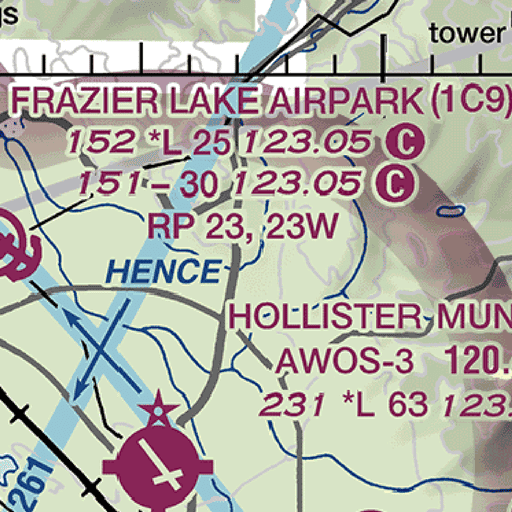 gs
tower
FRAZIER LAKE AIRPARK (1C9)
152 *L 25 123.05 C
151 – 30 123.05 C
RP 23, 23W
HENCE
HOLLISTER MUN
AWOS-3 120.
231 *L 63 123.
261